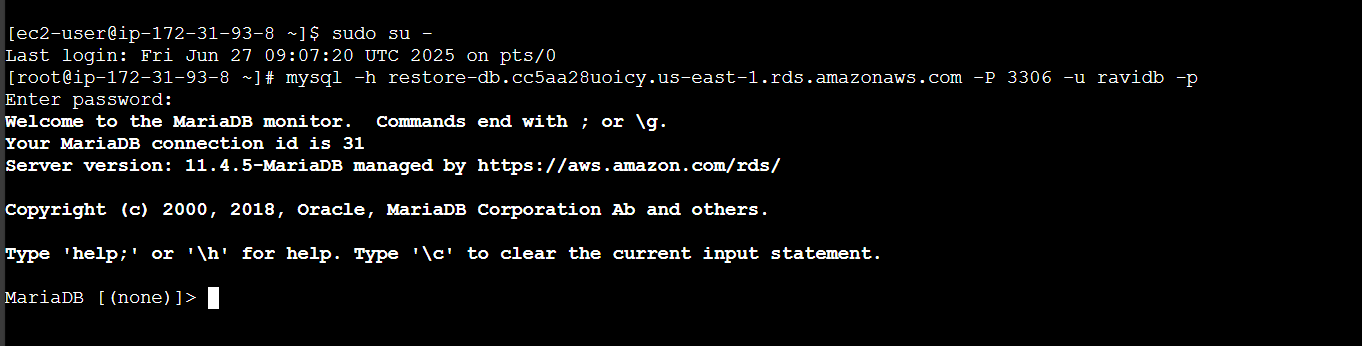 [ec2-user@ip-172-31-93-8 ~]$ sudo su -
Last login: Fri Jun 27 09:07:20 UTC 2025 on pts/0
[root@ip-172-31-93-8 ~]# mysql -h restore-db.cc5aa28uoicy.us-east-1.rds.amazonaws.com -P 3306 -u ravidb -p
Enter password:
Welcome to the MariaDB monitor.  Commands end with ; or \g.
Your MariaDB connection id is 31
Server version: 11.4.5-MariaDB managed by https://aws.amazon.com/rds/
Copyright (c) 2000, 2018, Oracle, MariaDB Corporation Ab and others.
Type 'help;' or '\h' for help. Type '\c' to clear the current input statement.
MariaDB [(none)]>